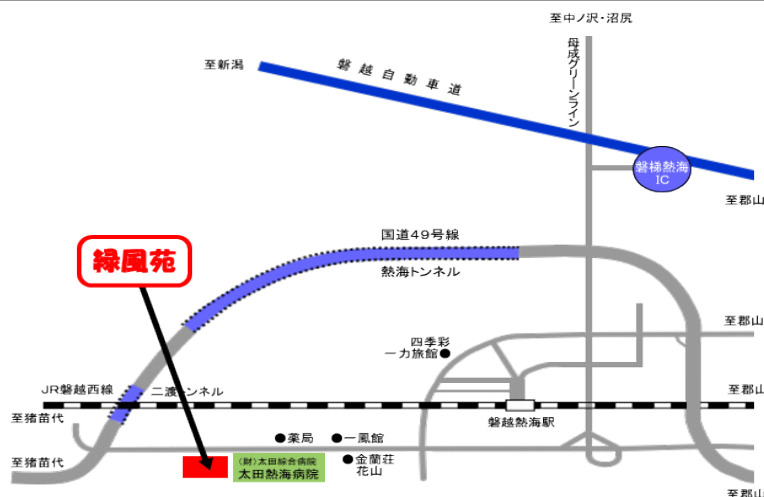 至中ノ沢・沼尻
母成グリーンライン
至新潟
磐越自動車道
磐梯熱海
IC
至郡山
国道49号線
緑風苑
熱海トンネル
至郡山
四季彩
一力旅館
JR磐越西線
二渡トンネル
至郡山
至猪苗代
磐越熱海駅
薬局
一風館
至猪苗代
(財)太田綜合病院
太田熱海病院
金蘭荘
花山
至郡山